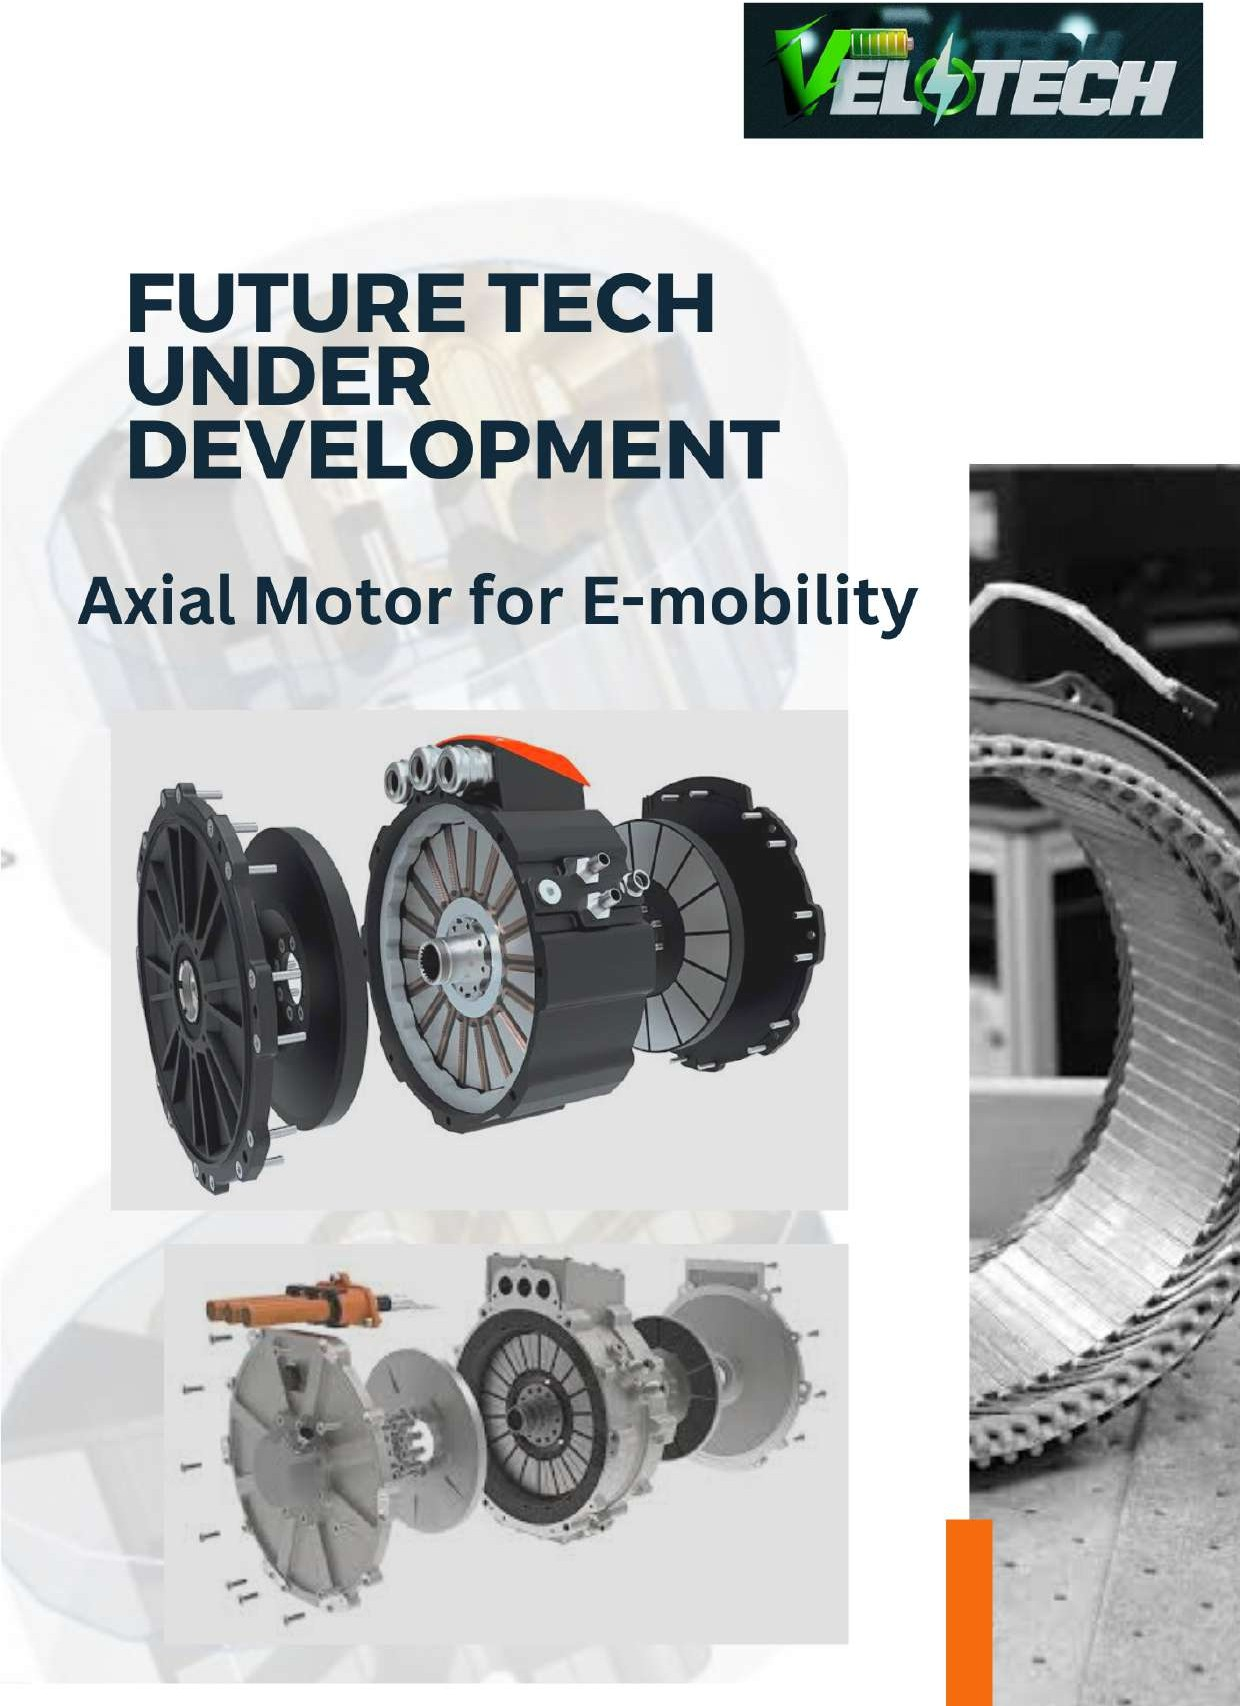 VELOTECH
FUTURE TECH
UNDER
DEVELOPMENT
Axial Motor for E-mobility